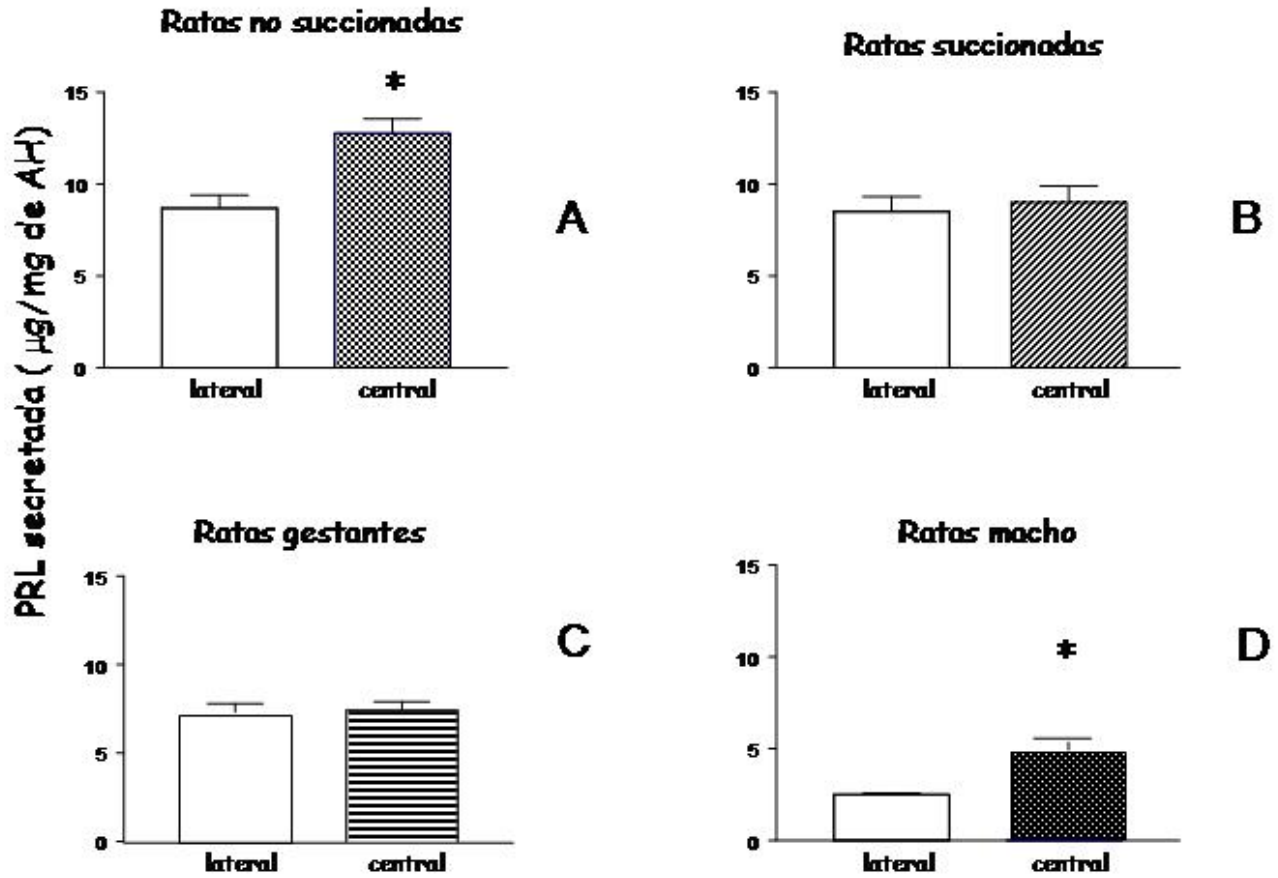 Ratas no succionadas
Ratas succionadas
PRL secretada ( µg/mg de AH)
15
*
10
5
0
lateral central
A
15
10
5
0
lateral central
B
Ratas gestantes
Ratas macho
15
10
5
0
lateral central
C
15
10
*
5
0
lateral central
D